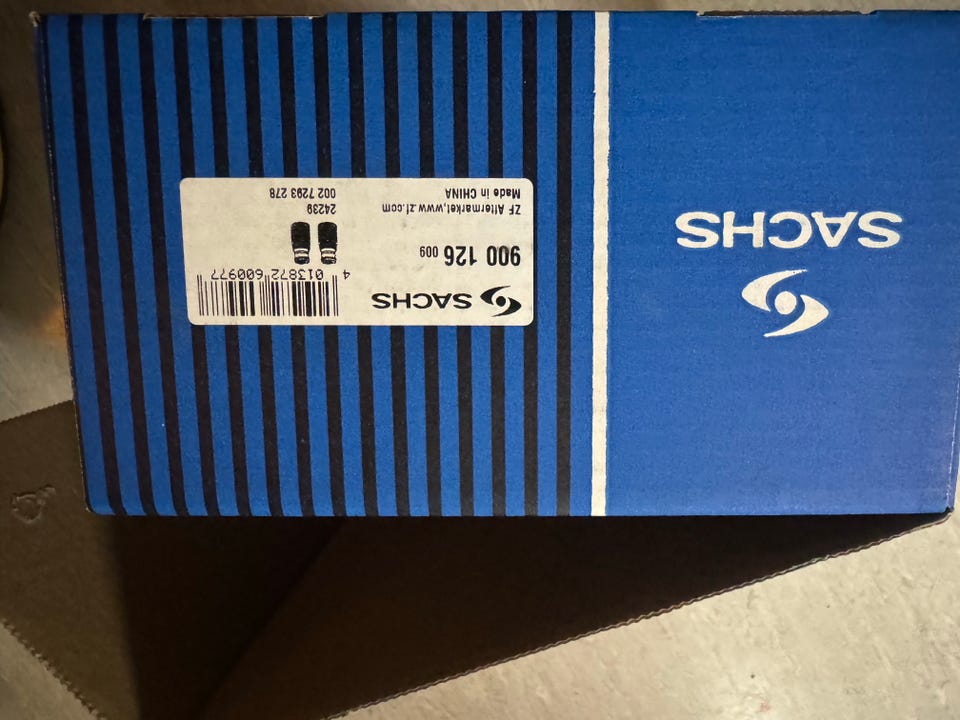 SACHS
SACHS
4 013872 600977
900 126 009
ZF Aftermarket, www.zf.com
Made in CHINA
24239
002 7293 278